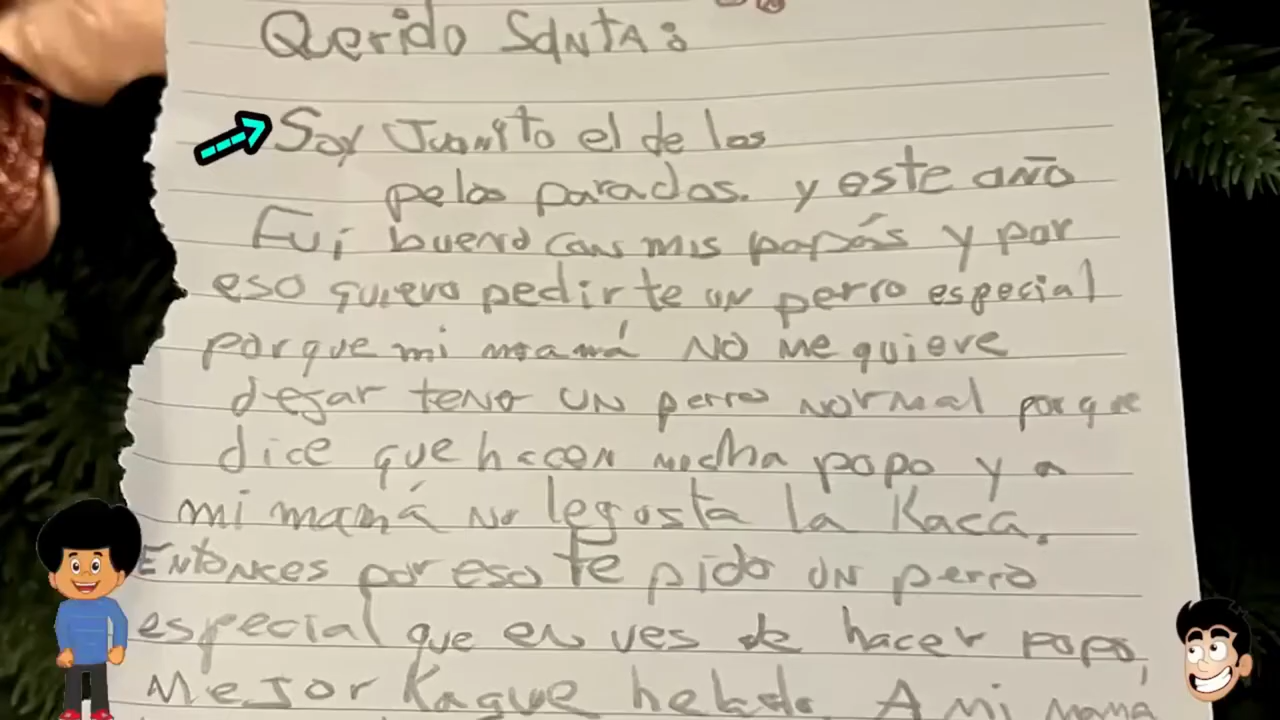 Querido Santa:
Soy Juanito el de los
pelos parados. y este año
Fui bueno con mis papás y por
eso quiero pedirte un perro especial
porque mi mamá NO me quiere
dejar tener UN perro normal porque
dice que hacen mucha popo y a
mi mamá No le gusta la Kaca.
Entonces por eso te pido UN perro
especial que en ves de hacer popo,
Mejor Kague helado. A mi mamá